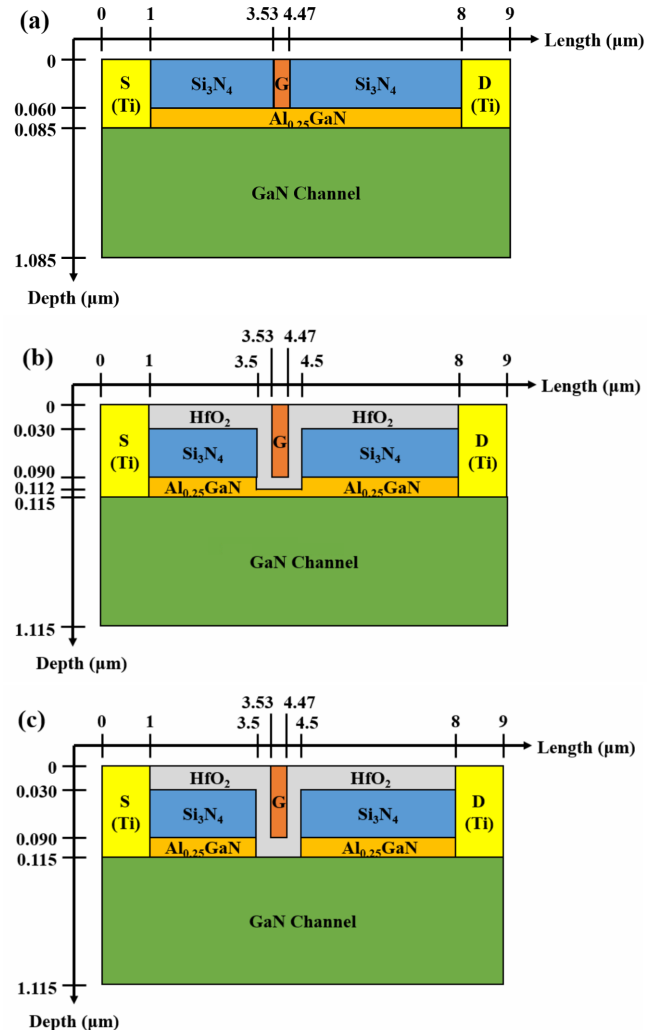 (a)
3.53 4.47
0 1 8 9
Length (µm)
0
S
(Ti)
Si₃N₄
G
Si₃N₄
D
(Ti)
0.060
Al₀.₂₅GaN
0.085
GaN Channel
1.085
Depth (µm)
(b)
3.53 4.47
0 1 3.5 4.5 8 9
Length (µm)
0
HfO₂
HfO₂
0.030
S
(Ti)
Si₃N₄
G
Si₃N₄
D
(Ti)
0.090
0.112
Al₀.₂₅GaN
Al₀.₂₅GaN
0.115
GaN Channel
1.115
Depth (µm)
(c)
3.53 4.47
0 1 3.5 4.5 8 9
Length (µm)
0
HfO₂
HfO₂
0.030
S
(Ti)
Si₃N₄
G
Si₃N₄
D
(Ti)
0.090
Al₀.₂₅GaN
Al₀.₂₅GaN
0.115
GaN Channel
1.115
Depth (µm)